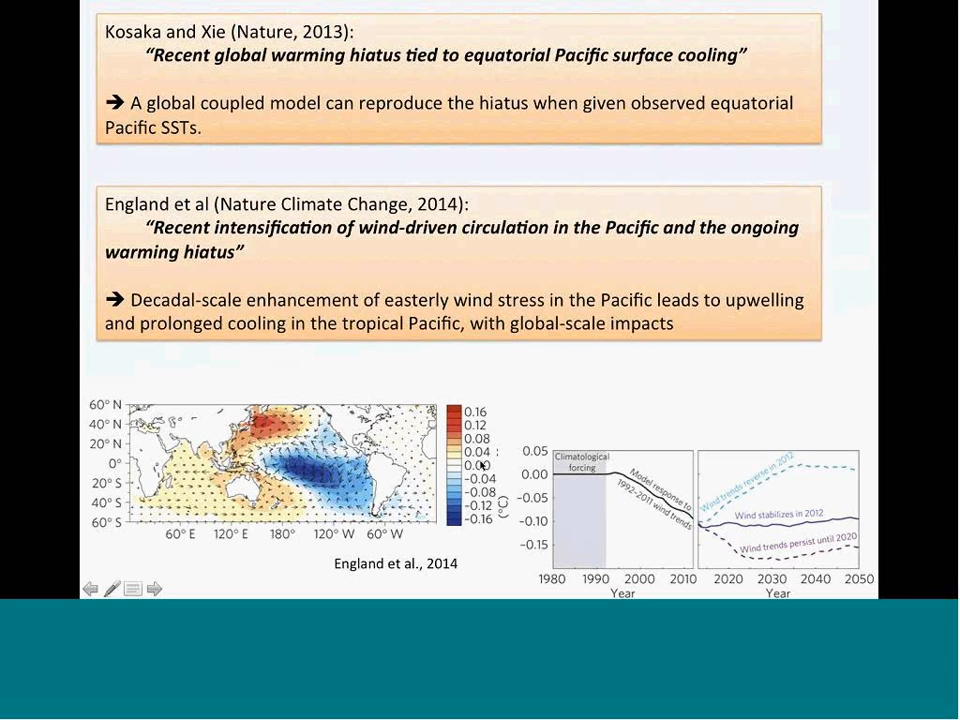 Kosaka and Xie (Nature, 2013):
“Recent global warming hiatus tied to equatorial Pacific surface cooling”
➔ A global coupled model can reproduce the hiatus when given observed equatorial
Pacific SSTs.
England et al (Nature Climate Change, 2014):
“Recent intensification of wind-driven circulation in the Pacific and the ongoing
warming hiatus”
➔ Decadal-scale enhancement of easterly wind stress in the Pacific leads to upwelling
and prolonged cooling in the tropical Pacific, with global-scale impacts
60° N
40° N
20° N
0°
20° S
40° S
60° S
60° E 120° E 180° 120° W 60° W
0.16
0.12
0.08
0.04
0.00
−0.04
−0.08
−0.12
−0.16
England et al., 2014
(°C)
0.05
0.00
−0.05
−0.10
−0.15
Climatological
forcing
Model response to
1992–2011 wind trends
Wind trends reverse in 2012
Wind stabilizes in 2012
Wind trends persist until 2020
1980 1990 2000 2010 2020 2030 2040 2050
Year Year